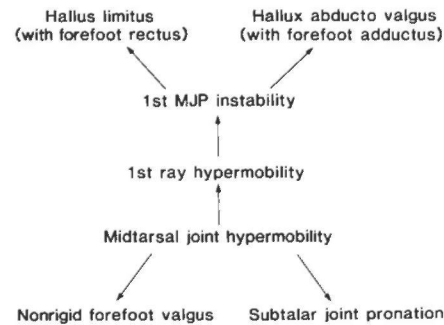 Hallus limitus
(with forefoot rectus)
Hallux abducto valgus
(with forefoot adductus)
1st MJP instability
1st ray hypermobility
Midtarsal joint hypermobility
Nonrigid forefoot valgus
Subtalar joint pronation